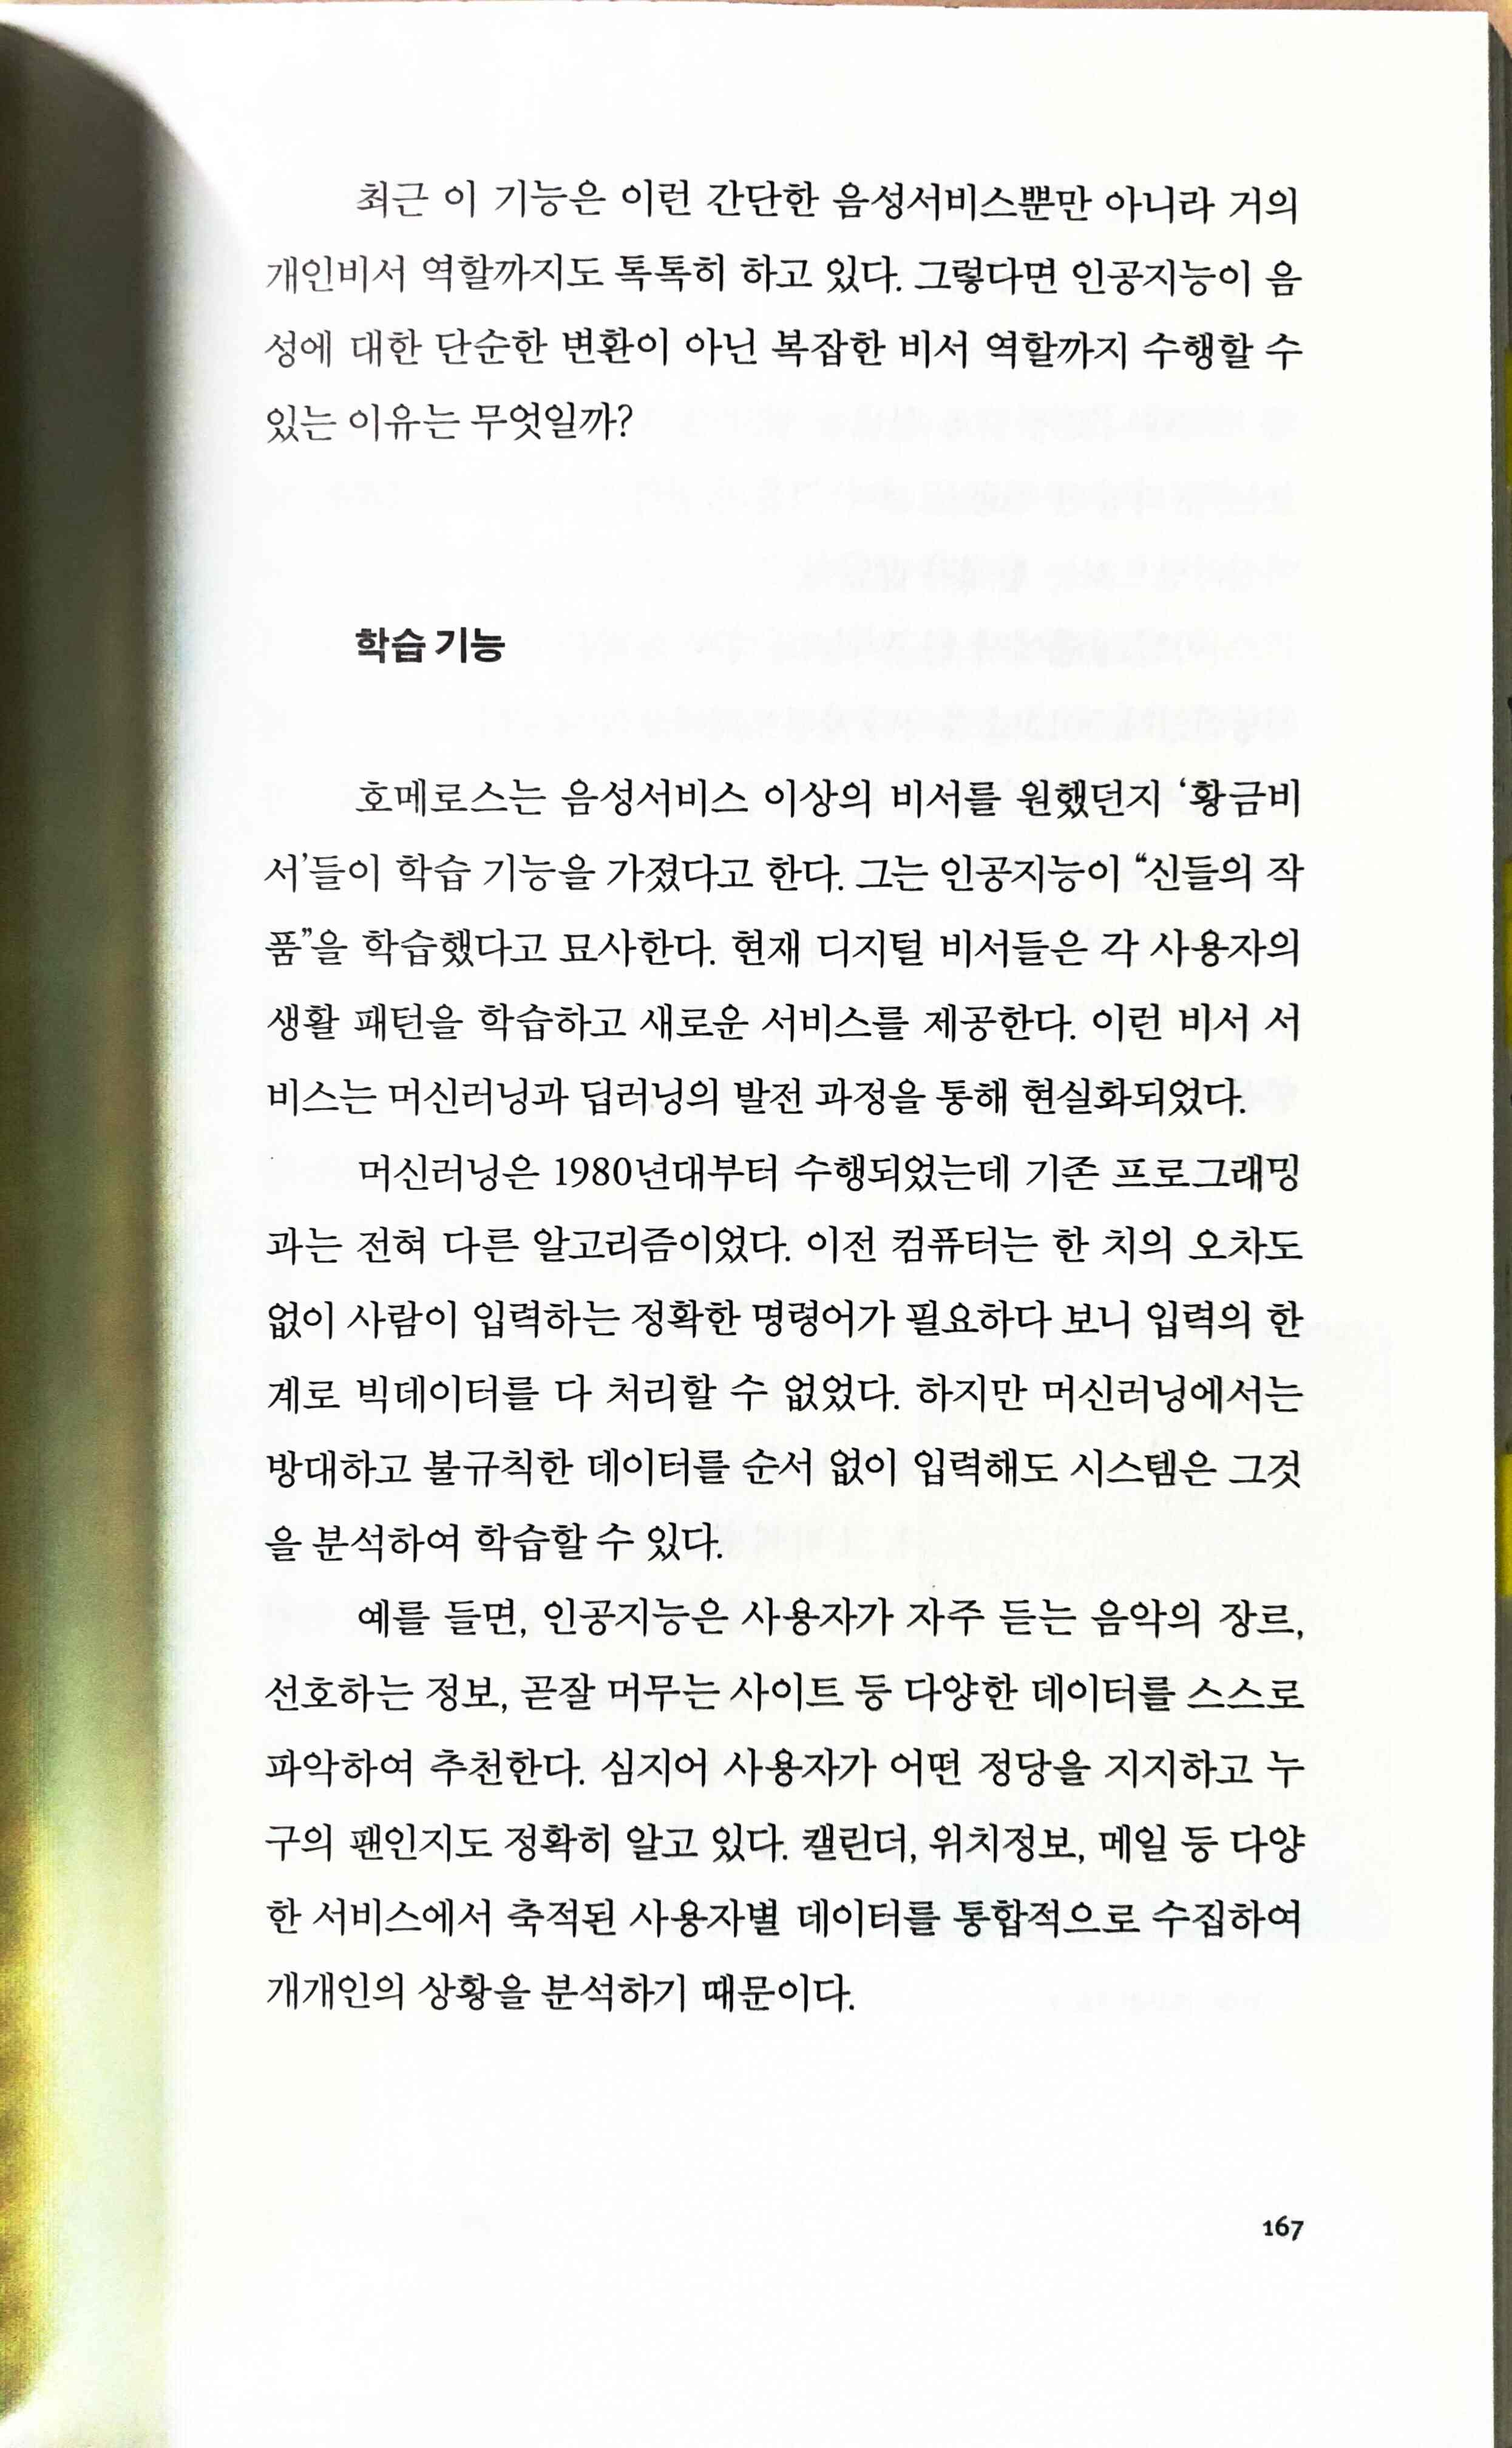 최근 이 기능은 이런 간단한 음성서비스뿐만 아니라 거의
개인비서 역할까지도 톡톡히 하고 있다. 그렇다면 인공지능이 음
성에 대한 단순한 변환이 아닌 복잡한 비서 역할까지 수행할 수
있는 이유는 무엇일까?
학습 기능
호메로스는 음성서비스 이상의 비서를 원했던지 ‘황금비
서’들이 학습 기능을 가졌다고 한다. 그는 인공지능이 “신들의 작
품”을 학습했다고 묘사한다. 현재 디지털 비서들은 각 사용자의
생활 패턴을 학습하고 새로운 서비스를 제공한다. 이런 비서 서
비스는 머신러닝과 딥러닝의 발전 과정을 통해 현실화되었다.
머신러닝은 1980년대부터 수행되었는데 기존 프로그래밍
과는 전혀 다른 알고리즘이었다. 이전 컴퓨터는 한 치의 오차도
없이 사람이 입력하는 정확한 명령어가 필요하다 보니 입력의 한
계로 빅데이터를 다 처리할 수 없었다. 하지만 머신러닝에서는
방대하고 불규칙한 데이터를 순서 없이 입력해도 시스템은 그것
을 분석하여 학습할 수 있다.
예를 들면, 인공지능은 사용자가 자주 듣는 음악의 장르,
선호하는 정보, 곧잘 머무는 사이트 등 다양한 데이터를 스스로
파악하여 추천한다. 심지어 사용자가 어떤 정당을 지지하고 누
구의 팬인지도 정확히 알고 있다. 캘린더, 위치정보, 메일 등 다양
한 서비스에서 축적된 사용자별 데이터를 통합적으로 수집하여
개개인의 상황을 분석하기 때문이다.
167